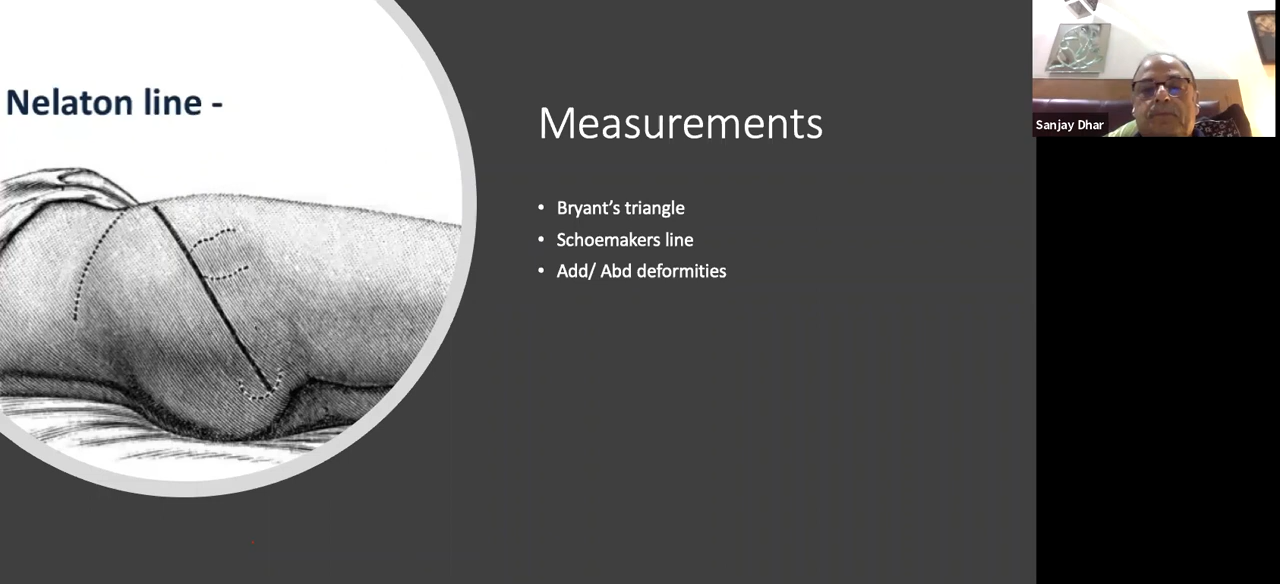 Nelaton line -
Measurements
• Bryant's triangle
• Schoemakers line
• Add/ Abd deformities
Sanjay Dhar